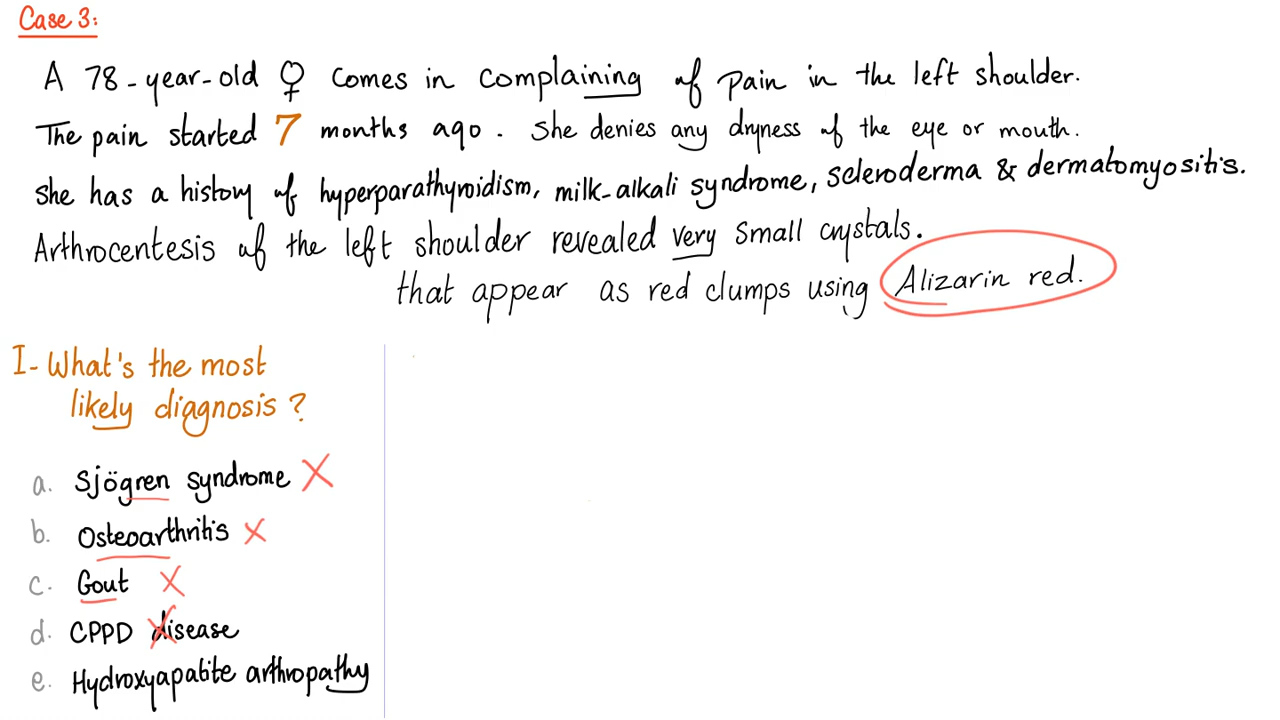 Case 3:
A 78-year-old ♀ comes in complaining of pain in the left shoulder.
The pain started 7 months ago. She denies any dryness of the eye or mouth.
She has a history of hyperparathyroidism, milk-alkali syndrome, scleroderma & dermatomyositis.
Arthrocentesis of the left shoulder revealed very small crystals.
that appear as red clumps using Alizarin red.
I- What's the most
likely diagnosis?
a. Sjögren syndrome X
b. Osteoarthritis X
c. Gout X
d. CPPD disease X
e. Hydroxyapatite arthropathy